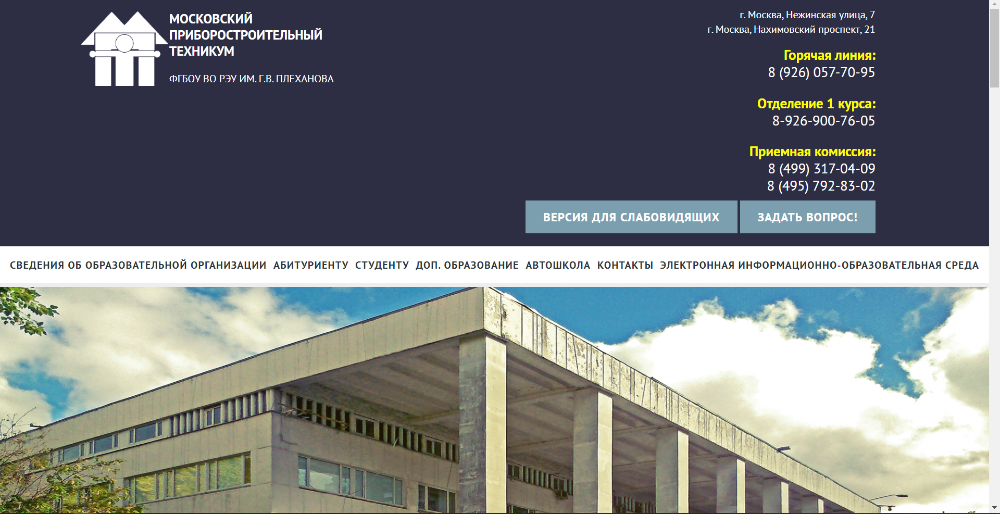 МОСКОВСКИЙ
ПРИБОРОСТРОИТЕЛЬНЫЙ
ТЕХНИКУМ
ФГБОУ ВО РЭУ ИМ. Г.В. ПЛЕХАНОВА
г. Москва, Нежинская улица, 7
г. Москва, Нахимовский проспект, 21
Горячая линия:
8 (926) 057-70-95
Отделение 1 курса:
8-926-900-76-05
Приемная комиссия:
8 (499) 317-04-09
8 (495) 792-83-02
ВЕРСИЯ ДЛЯ СЛАБОВИДЯЩИХ ЗАДАТЬ ВОПРОС!
СВЕДЕНИЯ ОБ ОБРАЗОВАТЕЛЬНОЙ ОРГАНИЗАЦИИ АБИТУРИЕНТУ СТУДЕНТУ ДОП. ОБРАЗОВАНИЕ АВТОШКОЛА КОНТАКТЫ ЭЛЕКТРОННАЯ ИНФОРМАЦИОННО-ОБРАЗОВАТЕЛЬНАЯ СРЕДА